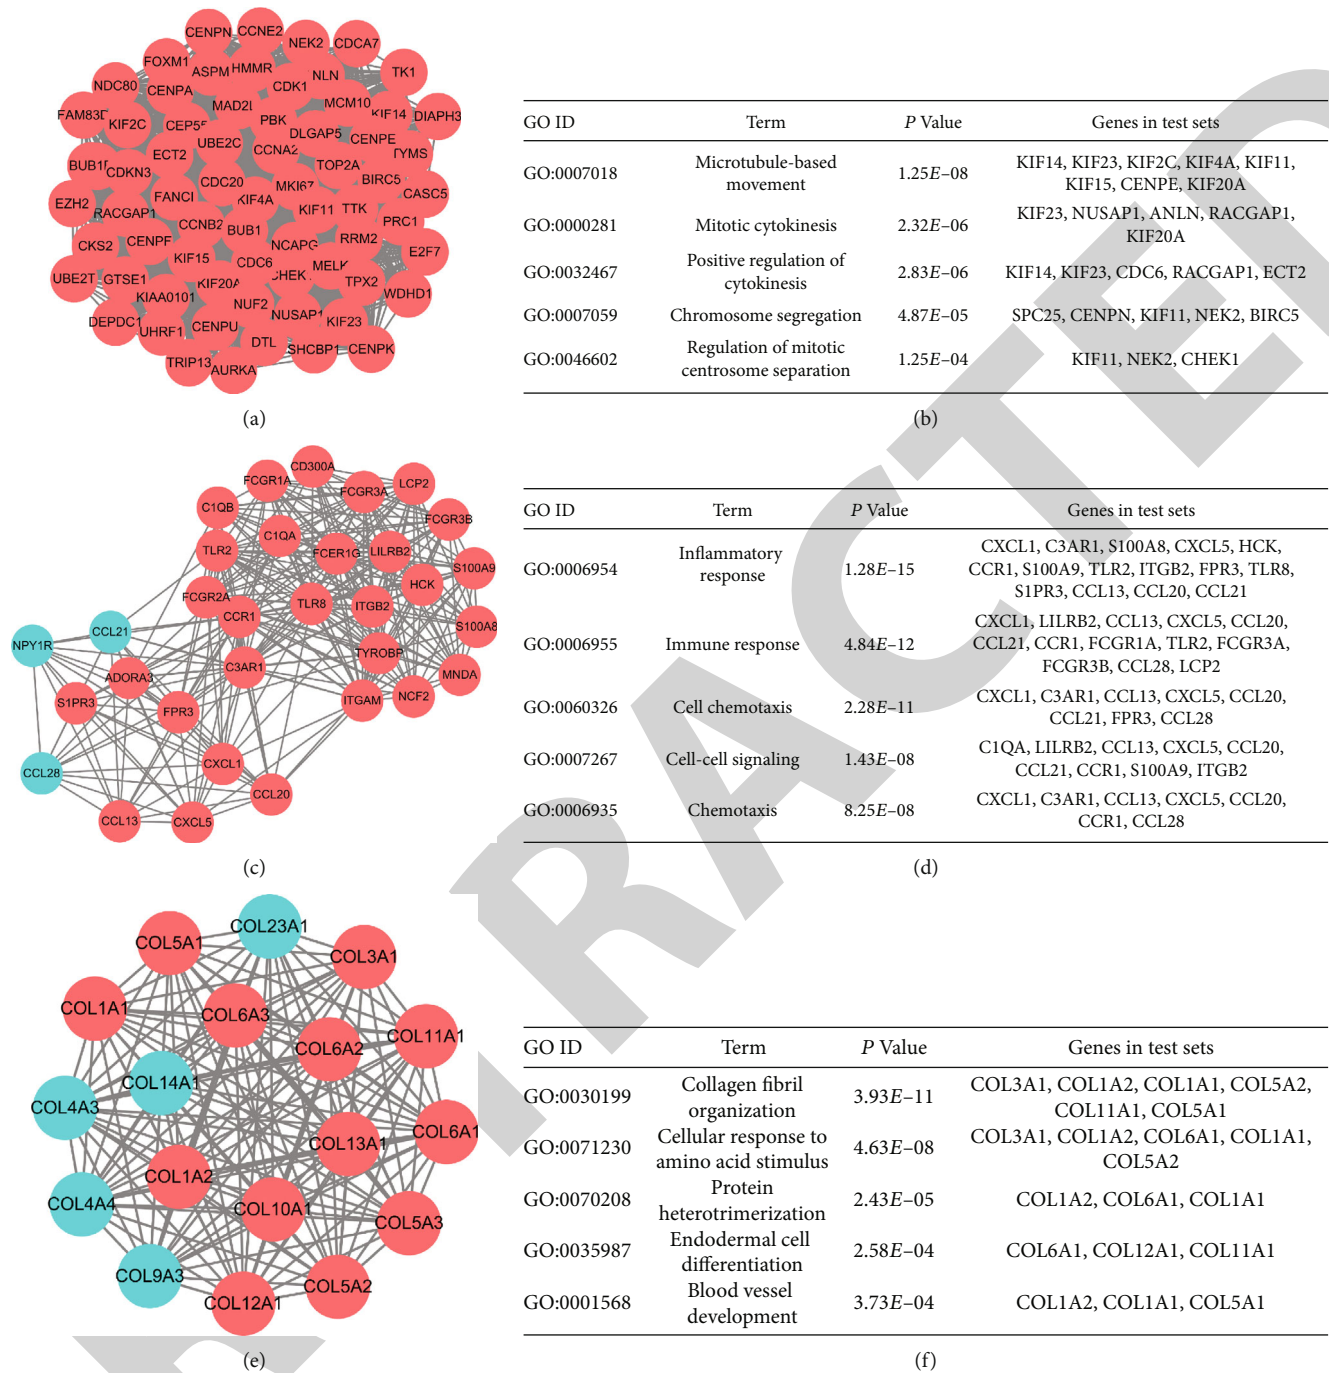 CENPN CCNE2
NEK2 CDCA7
FOXM1 ASPM HMMR NLN TK1
NDC80 CENPA CDK1
MAD2L MCM10
FAM83D KIF2C CEP55 PBK KIF14 DIAPH3
UBE2C DLGAP5 CENPE
BUB1 ECT2 CCNA2 TOP2A TYMS
CDKN3 CDC20 MKI67 BIRC5 CASC5
EZH2 RACGAP1 FANCI KIF4A KIF11 TTK PRC1
CCNB2 BUB1
CKS2 CENPF NCAPG RRM2 E2F7
KIF15 CDC6 MELK
UBE2T GTSE1 KIF20A CHEK TPX2
KIAA0101 NUF2 WDHD1
DEPDC1 UHRF1 CENPU NUSAP1 KIF23
DTL SHCBP1 CENPK
TRIP13 AURKA
(a)
GO ID Term P Value Genes in test sets
GO:0007018 Microtubule-based movement 1.25E–08 KIF14, KIF23, KIF2C, KIF4A, KIF11,
KIF15, CENPE, KIF20A
GO:0000281 Mitotic cytokinesis 2.32E–06 KIF23, NUSAP1, ANLN, RACGAP1,
KIF20A
GO:0032467 Positive regulation of cytokinesis 2.83E–06 KIF14, KIF23, CDC6, RACGAP1, ECT2
GO:0007059 Chromosome segregation 4.87E–05 SPC25, CENPN, KIF11, NEK2, BIRC5
GO:0046602 Regulation of mitotic centrosome separation 1.25E–04 KIF11, NEK2, CHEK1
(b)
CD300A
FCGR1A FCGR3A LCP2
C1QB FCGR3B
C1QA
TLR2 FCER1G LILRB2 S100A9
FCGR2A HCK
CCR1 TLR8 ITGB2 S100A8
NPY1R CCL21
TYROBP
ADORA3 C3AR1 MNDA
S1PR3 FPR3 ITGAM NCF2
CCL28 CXCL1
CCL20
CCL13 CXCL5
(c)
GO ID Term P Value Genes in test sets
GO:0006954 Inflammatory response 1.28E–15 CXCL1, C3AR1, S100A8, CXCL5, HCK,
CCR1, S100A9, TLR2, ITGB2, FPR3, TLR8,
S1PR3, CCL13, CCL20, CCL21
GO:0006955 Immune response 4.84E–12 CXCL1, LILRB2, CCL13, CXCL5, CCL20,
CCL21, CCR1, FCGR1A, TLR2, FCGR3A,
FCGR3B, CCL28, LCP2
GO:0060326 Cell chemotaxis 2.28E–11 CXCL1, C3AR1, CCL13, CXCL5, CCL20,
CCL21, FPR3, CCL28
GO:0007267 Cell-cell signaling 1.43E–08 C1QA, LILRB2, CCL13, CXCL5, CCL20,
CCL21, CCR1, S100A9, ITGB2
GO:0006935 Chemotaxis 8.25E–08 CXCL1, C3AR1, CCL13, CXCL5, CCL20,
CCR1, CCL28
(d)
COL23A1
COL5A1 COL3A1
COL1A1 COL6A3
COL6A2 COL11A1
COL14A1
COL4A3
COL13A1 COL6A1
COL1A2
COL4A4 COL10A1 COL5A3
COL9A3
COL12A1 COL5A2
(e)
GO ID Term P Value Genes in test sets
GO:0030199 Collagen fibril organization 3.93E–11 COL3A1, COL1A2, COL1A1, COL5A2,
COL11A1, COL5A1
GO:0071230 Cellular response to amino acid stimulus 4.63E–08 COL3A1, COL1A2, COL6A1, COL1A1,
COL5A2
GO:0070208 Protein heterotrimerization 2.43E–05 COL1A2, COL6A1, COL1A1
GO:0035987 Endodermal cell differentiation 2.58E–04 COL6A1, COL12A1, COL11A1
GO:0001568 Blood vessel development 3.73E–04 COL1A2, COL1A1, COL5A1
(f)